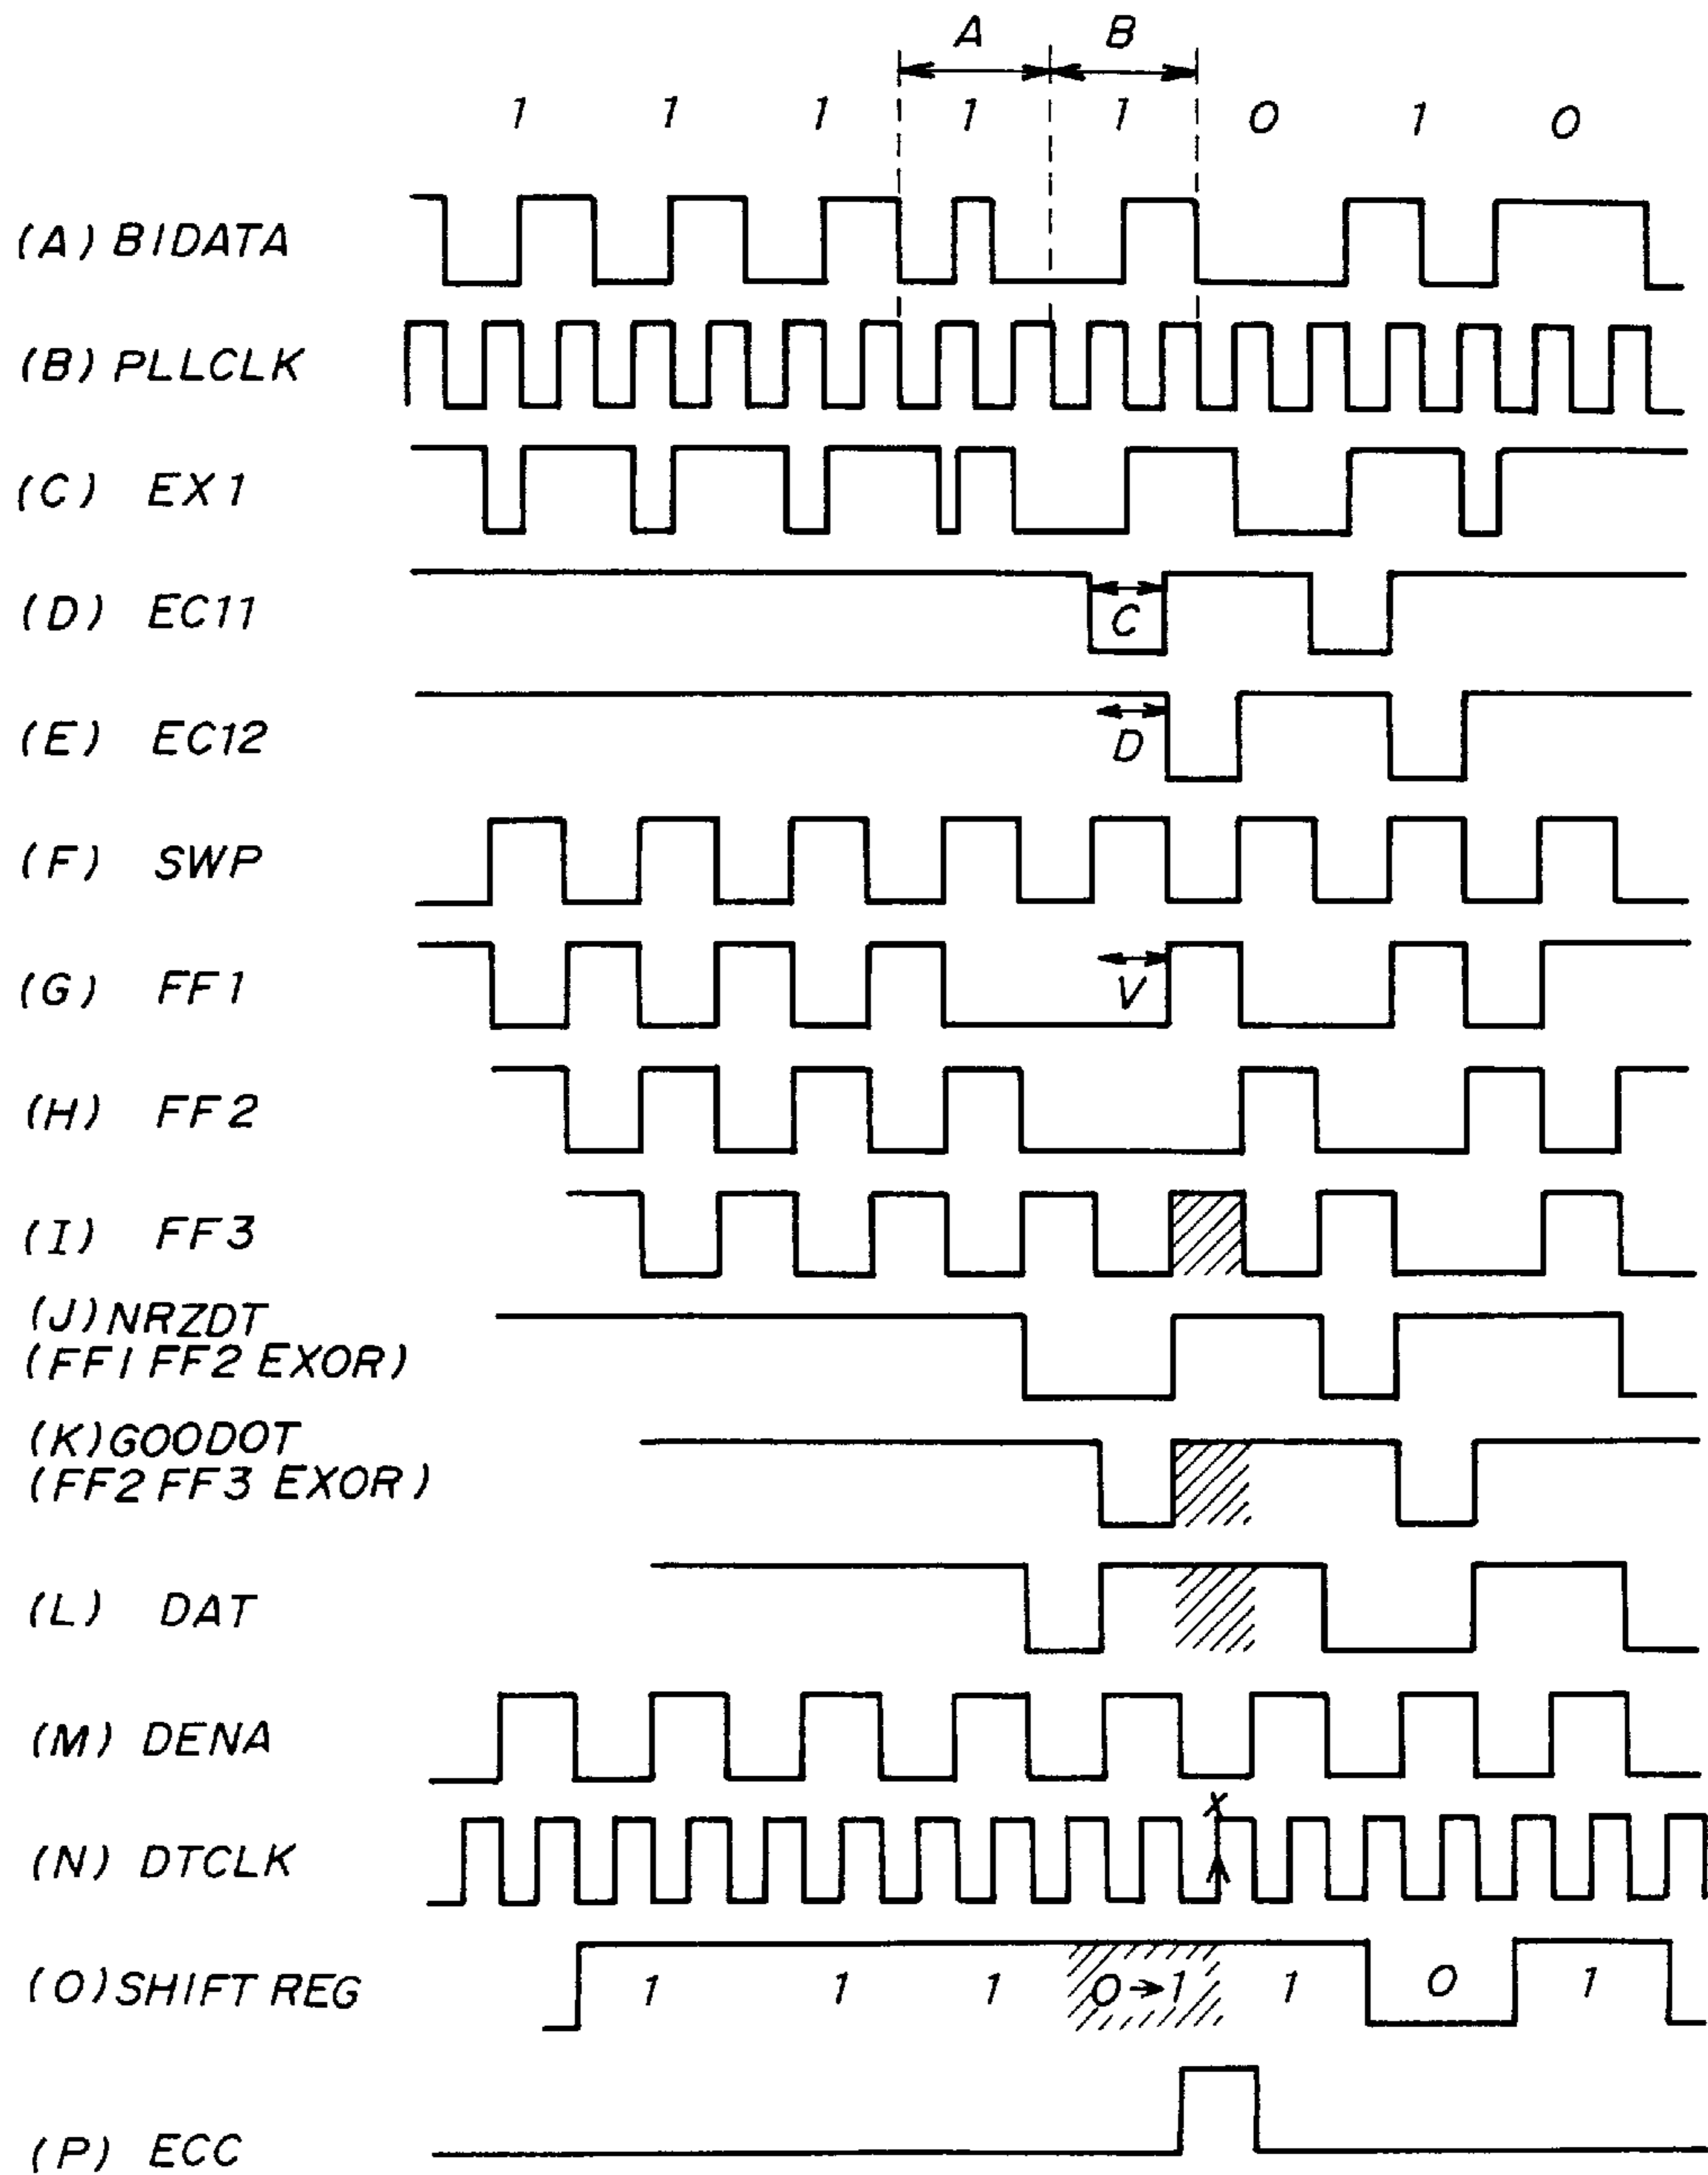 A B
1 1 1 1 1 0 1 0
(A) BIDATA
(B) PLLCLK
(C) EX1
(D) EC11
C
(E) EC12
D
(F) SWP
(G) FF1
V
(H) FF2
(I) FF3
(J) NRZDT
(FF1 FF2 EXOR)
(K) GOODOT
(FF2 FF3 EXOR)
(L) DAT
(M) DENA
X
(N) DTCLK
(O) SHIFT REG 1 1 1 0→1 1 0 1
(P) ECC